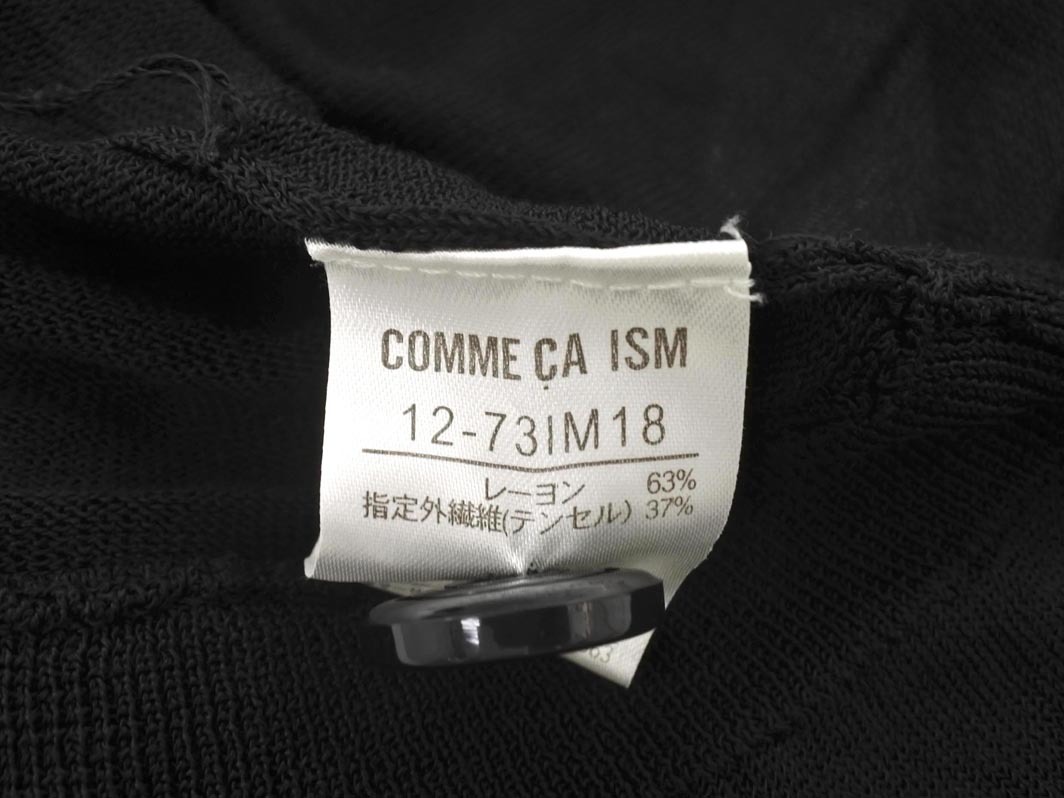 COMME ÇA ISM
12-73IM18
レーヨン 63%
指定外繊維(テンセル) 37%
63